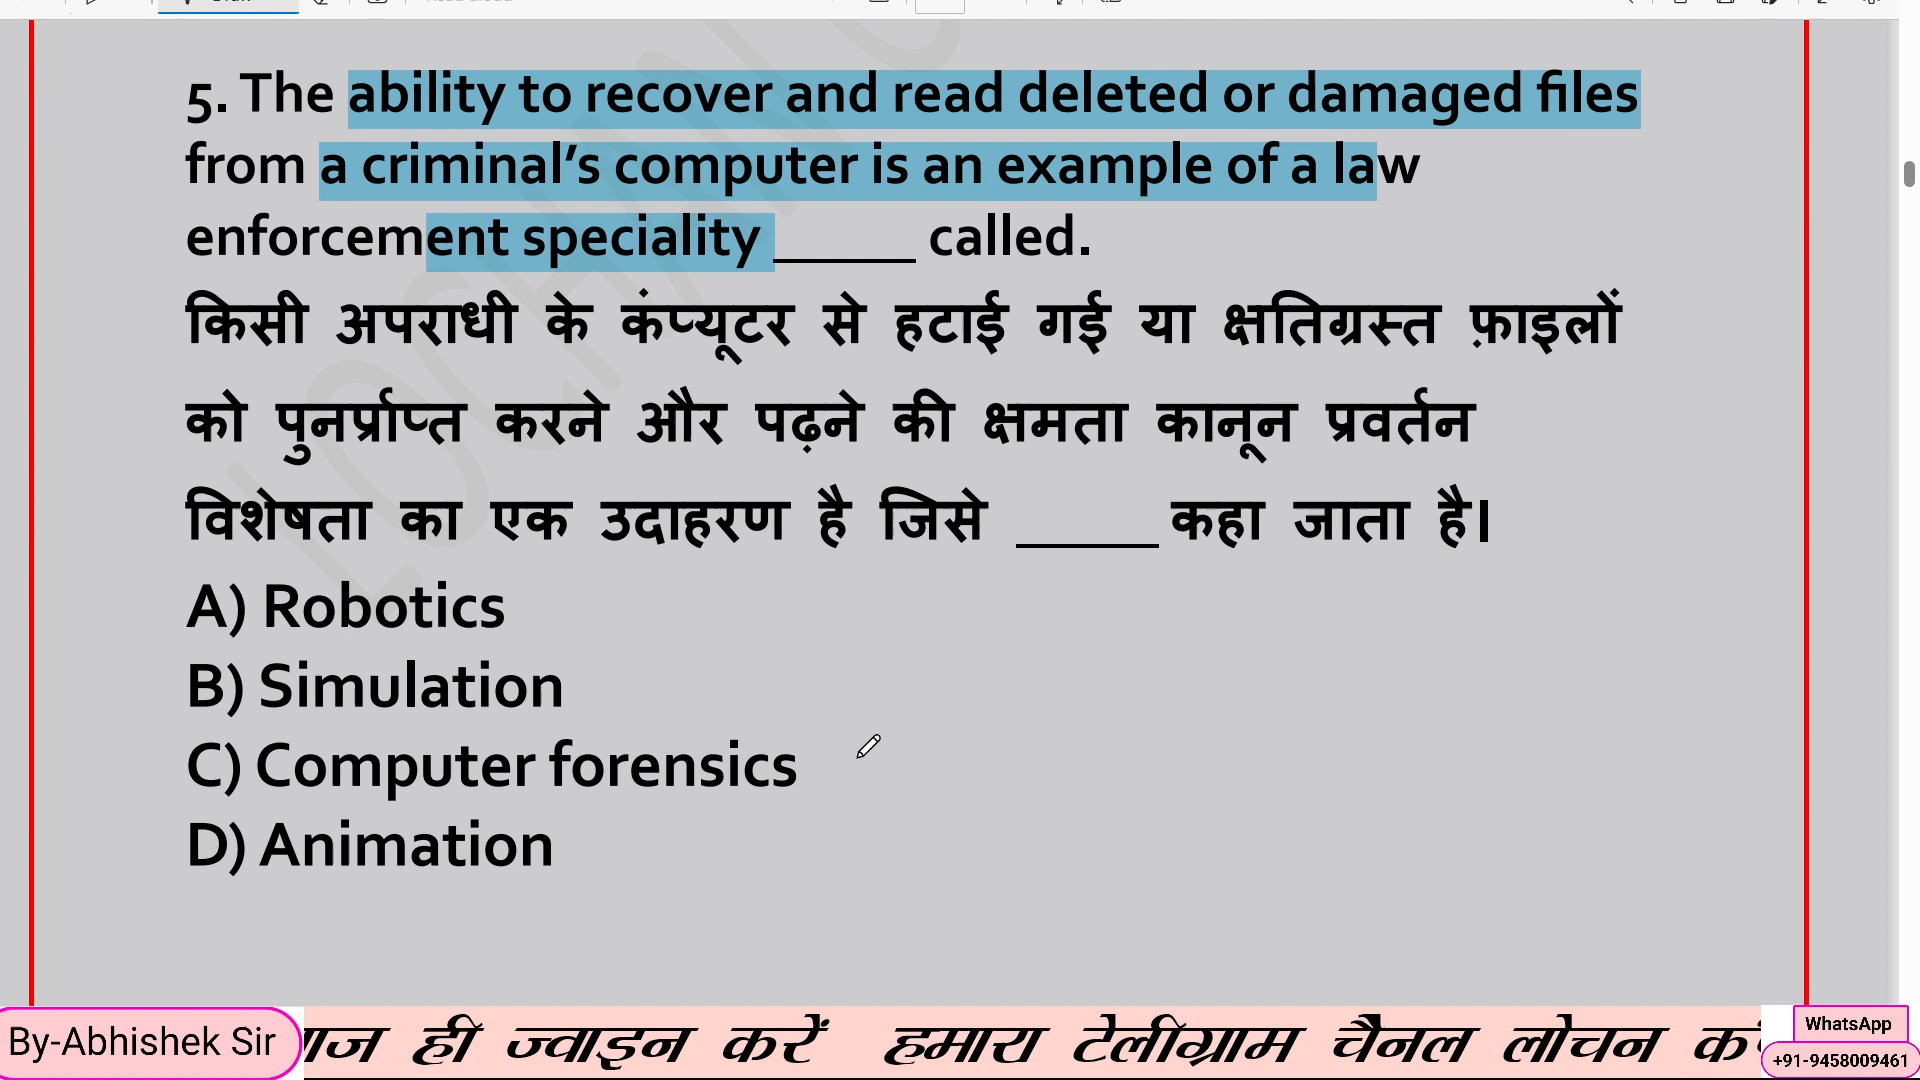 5. The ability to recover and read deleted or damaged files
from a criminal’s computer is an example of a law
enforcement speciality ______ called.
किसी अपराधी के कंप्यूटर से हटाई गई या क्षतिग्रस्त फ़ाइलों
को पुनर्प्राप्त करने और पढ़ने की क्षमता कानून प्रवर्तन
विशेषता का एक उदाहरण है जिसे ______ कहा जाता है।
A) Robotics
B) Simulation
C) Computer forensics
D) Animation
By-Abhishek Sir
ही ज्वाइन करें हमारा टेलीग्राम चैनल लोचन
WhatsApp
+91-9458009461